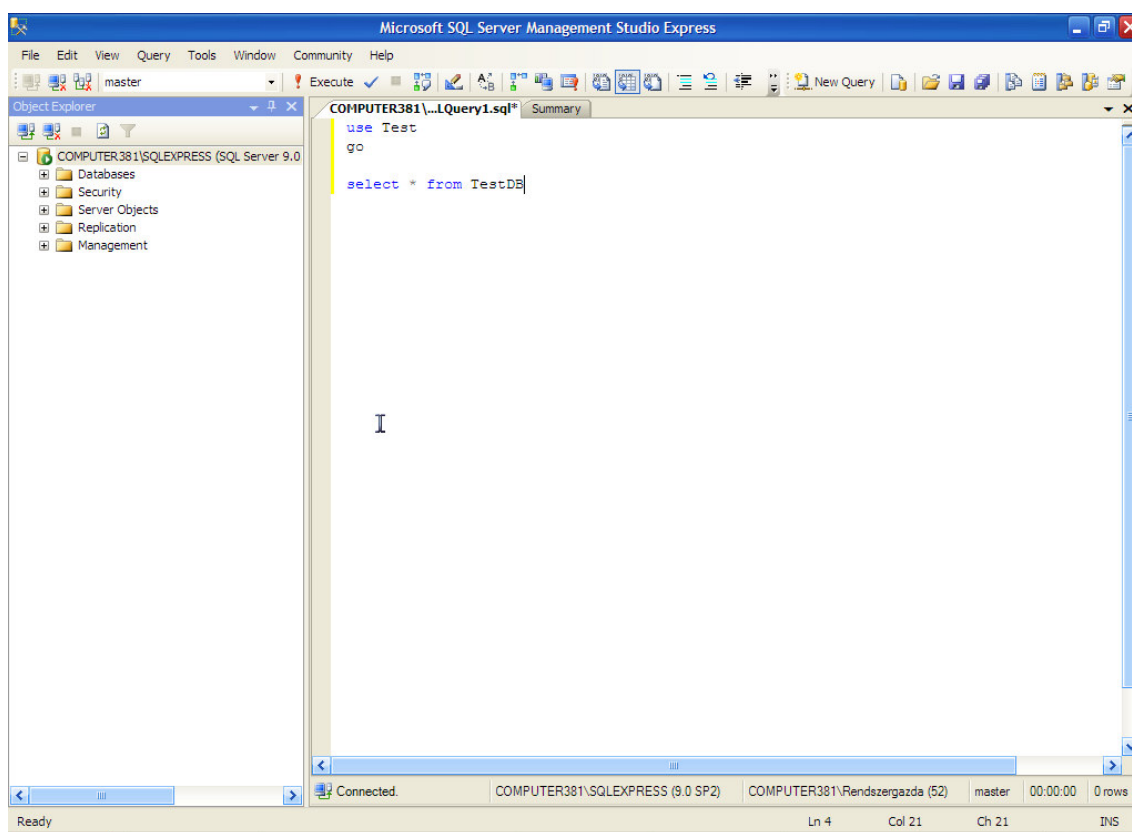 Microsoft SQL Server Management Studio Express
File Edit View Query Tools Window Community Help
master Execute New Query
Object Explorer
COMPUTER381\...LQuery1.sql* Summary
COMPUTER381\SQLEXPRESS (SQL Server 9.0
Databases
Security
Server Objects
Replication
Management
use Test
go
select * from TestDB
Connected. COMPUTER381\SQLEXPRESS (9.0 SP2) COMPUTER381\Rendszergazda (52) master 00:00:00 0 rows
Ready Ln 4 Col 21 Ch 21 INS